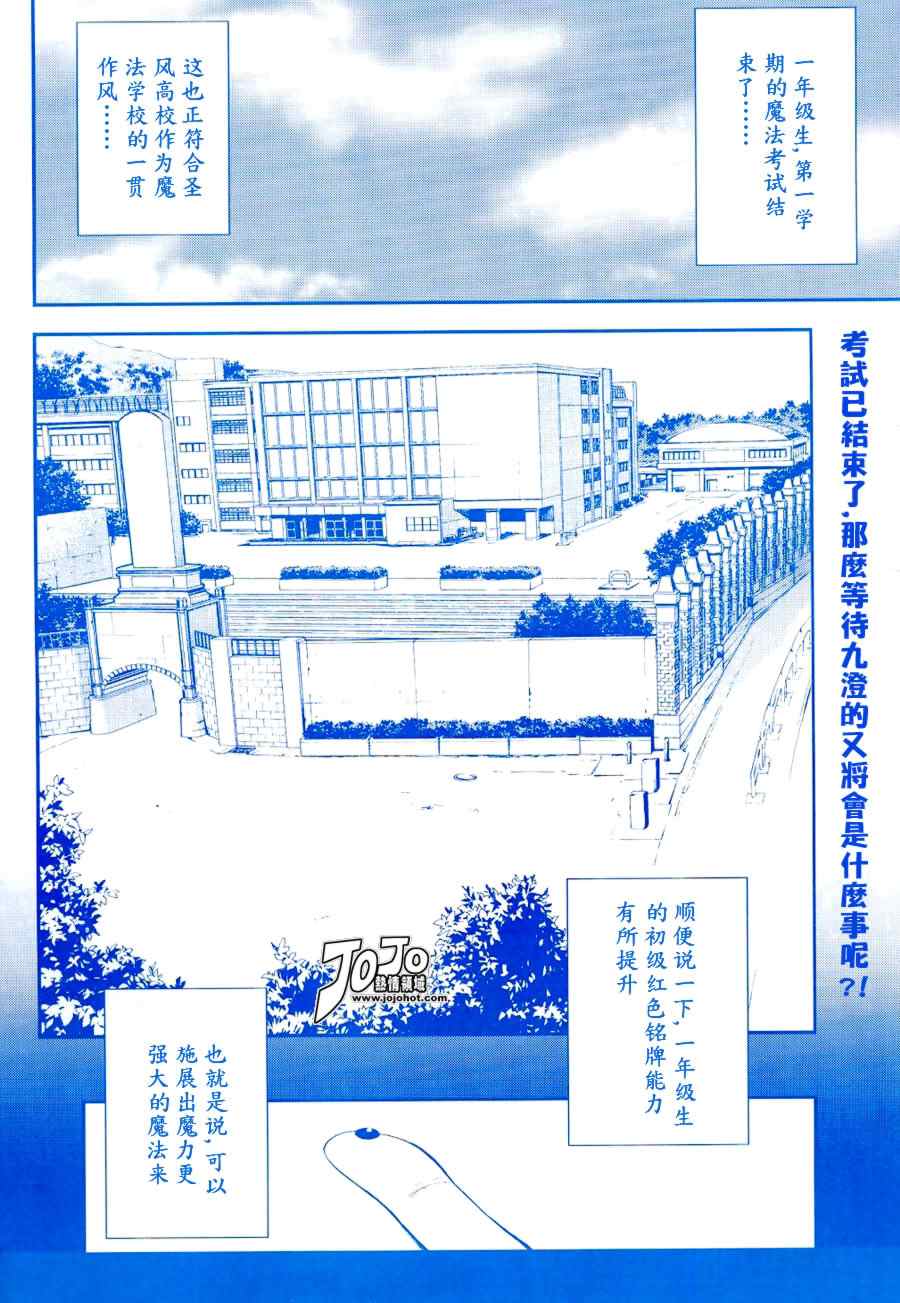 一年级生,第一学
期的魔法考试结
束了……
这也正符合圣
风高校作为魔
法学校的一贯
作风……
考試已結束了,那麼等待九澄的又將會是什麼事呢?!
顺便说一下,一年级生
的初级红色铭牌能力
有所提升
也就是说,可以
施展出魔力更
强大的魔法来
JOJO
熱情領域
www.jojohot.com